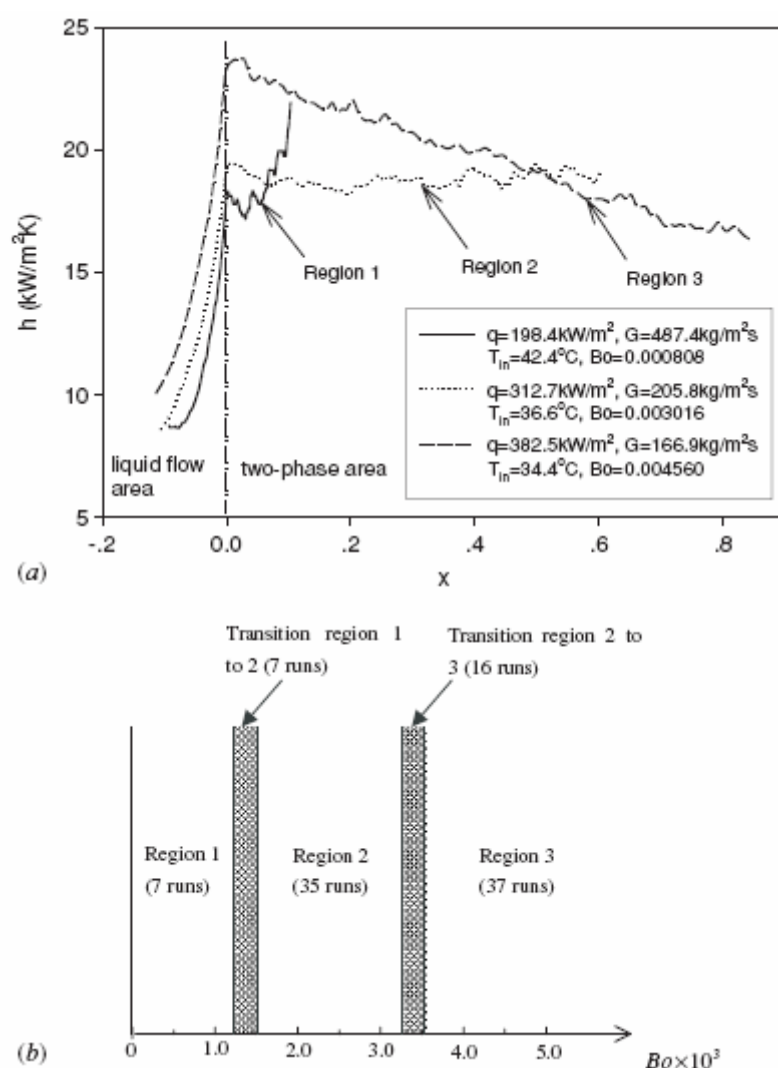 25
20
15
10
5
h (kW/m²K)
Region 1
Region 2
Region 3
q=198.4kW/m², G=487.4kg/m²s
T_in=42.4°C, Bo=0.000808
q=312.7kW/m², G=205.8kg/m²s
T_in=36.6°C, Bo=0.003016
q=382.5kW/m², G=166.9kg/m²s
T_in=34.4°C, Bo=0.004560
liquid flow
area
two-phase area
-.2 0.0 .2 .4 .6 .8
x
(a)
Transition region 1
to 2 (7 runs)
Transition region 2 to
3 (16 runs)
Region 1
(7 runs)
Region 2
(35 runs)
Region 3
(37 runs)
0 1.0 2.0 3.0 4.0 5.0
Bo×10³
(b)